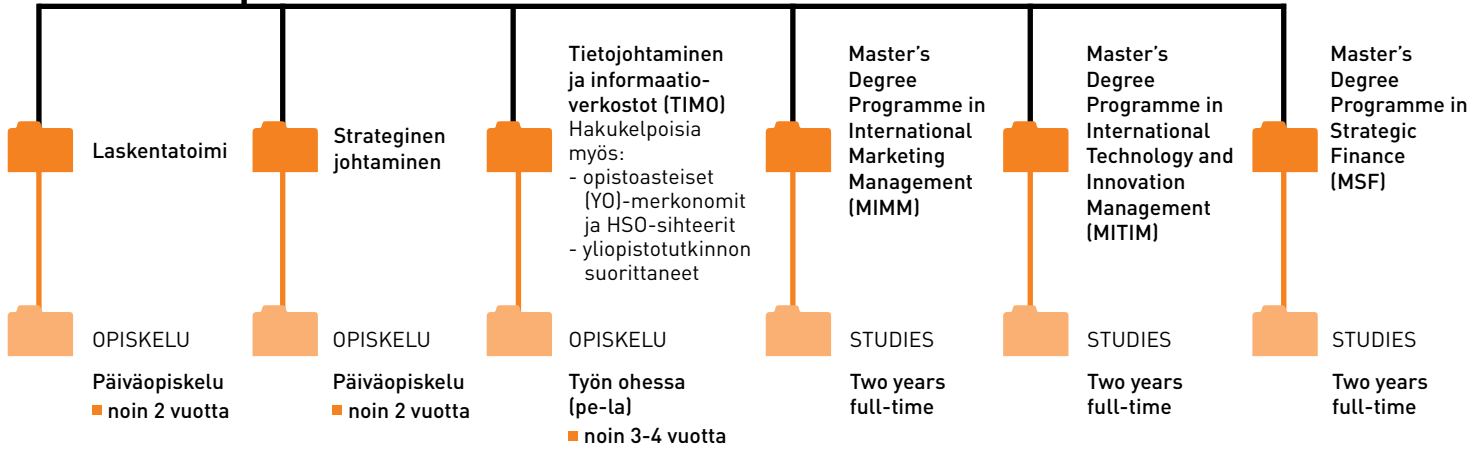 Laskentatoimi
OPISKELU
Päiväopiskelu
■ noin 2 vuotta
Strateginen
johtaminen
OPISKELU
Päiväopiskelu
■ noin 2 vuotta
Tietojohtaminen
ja informaatio-
verkostot (TIMO)
Hakukelpoisia
myös:
- opistoasteiset
(YO)-merkonomit
ja HSO-sihteerit
- yliopistotutkinnon
suorittaneet
OPISKELU
Työn ohessa
(pe-la)
■ noin 3-4 vuotta
Master's
Degree
Programme in
International
Marketing
Management
(MIMM)
STUDIES
Two years
full-time
Master's
Degree
Programme in
International
Technology and
Innovation
Management
(MITIM)
STUDIES
Two years
full-time
Master's
Degree
Programme in
Strategic
Finance
(MSF)
STUDIES
Two years
full-time